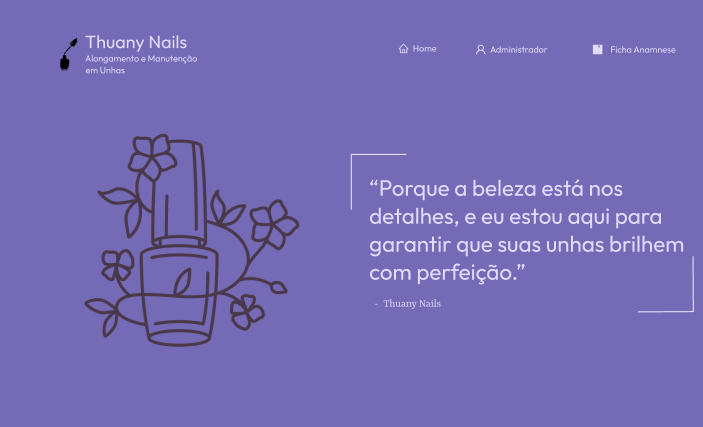 Thuany Nails
Alongamento e Manutenção
em Unhas
Home
Administrador
Ficha Anamnese
“Porque a beleza está nos
detalhes, e eu estou aqui para
garantir que suas unhas brilhem
com perfeição.”
- Thuany Nails